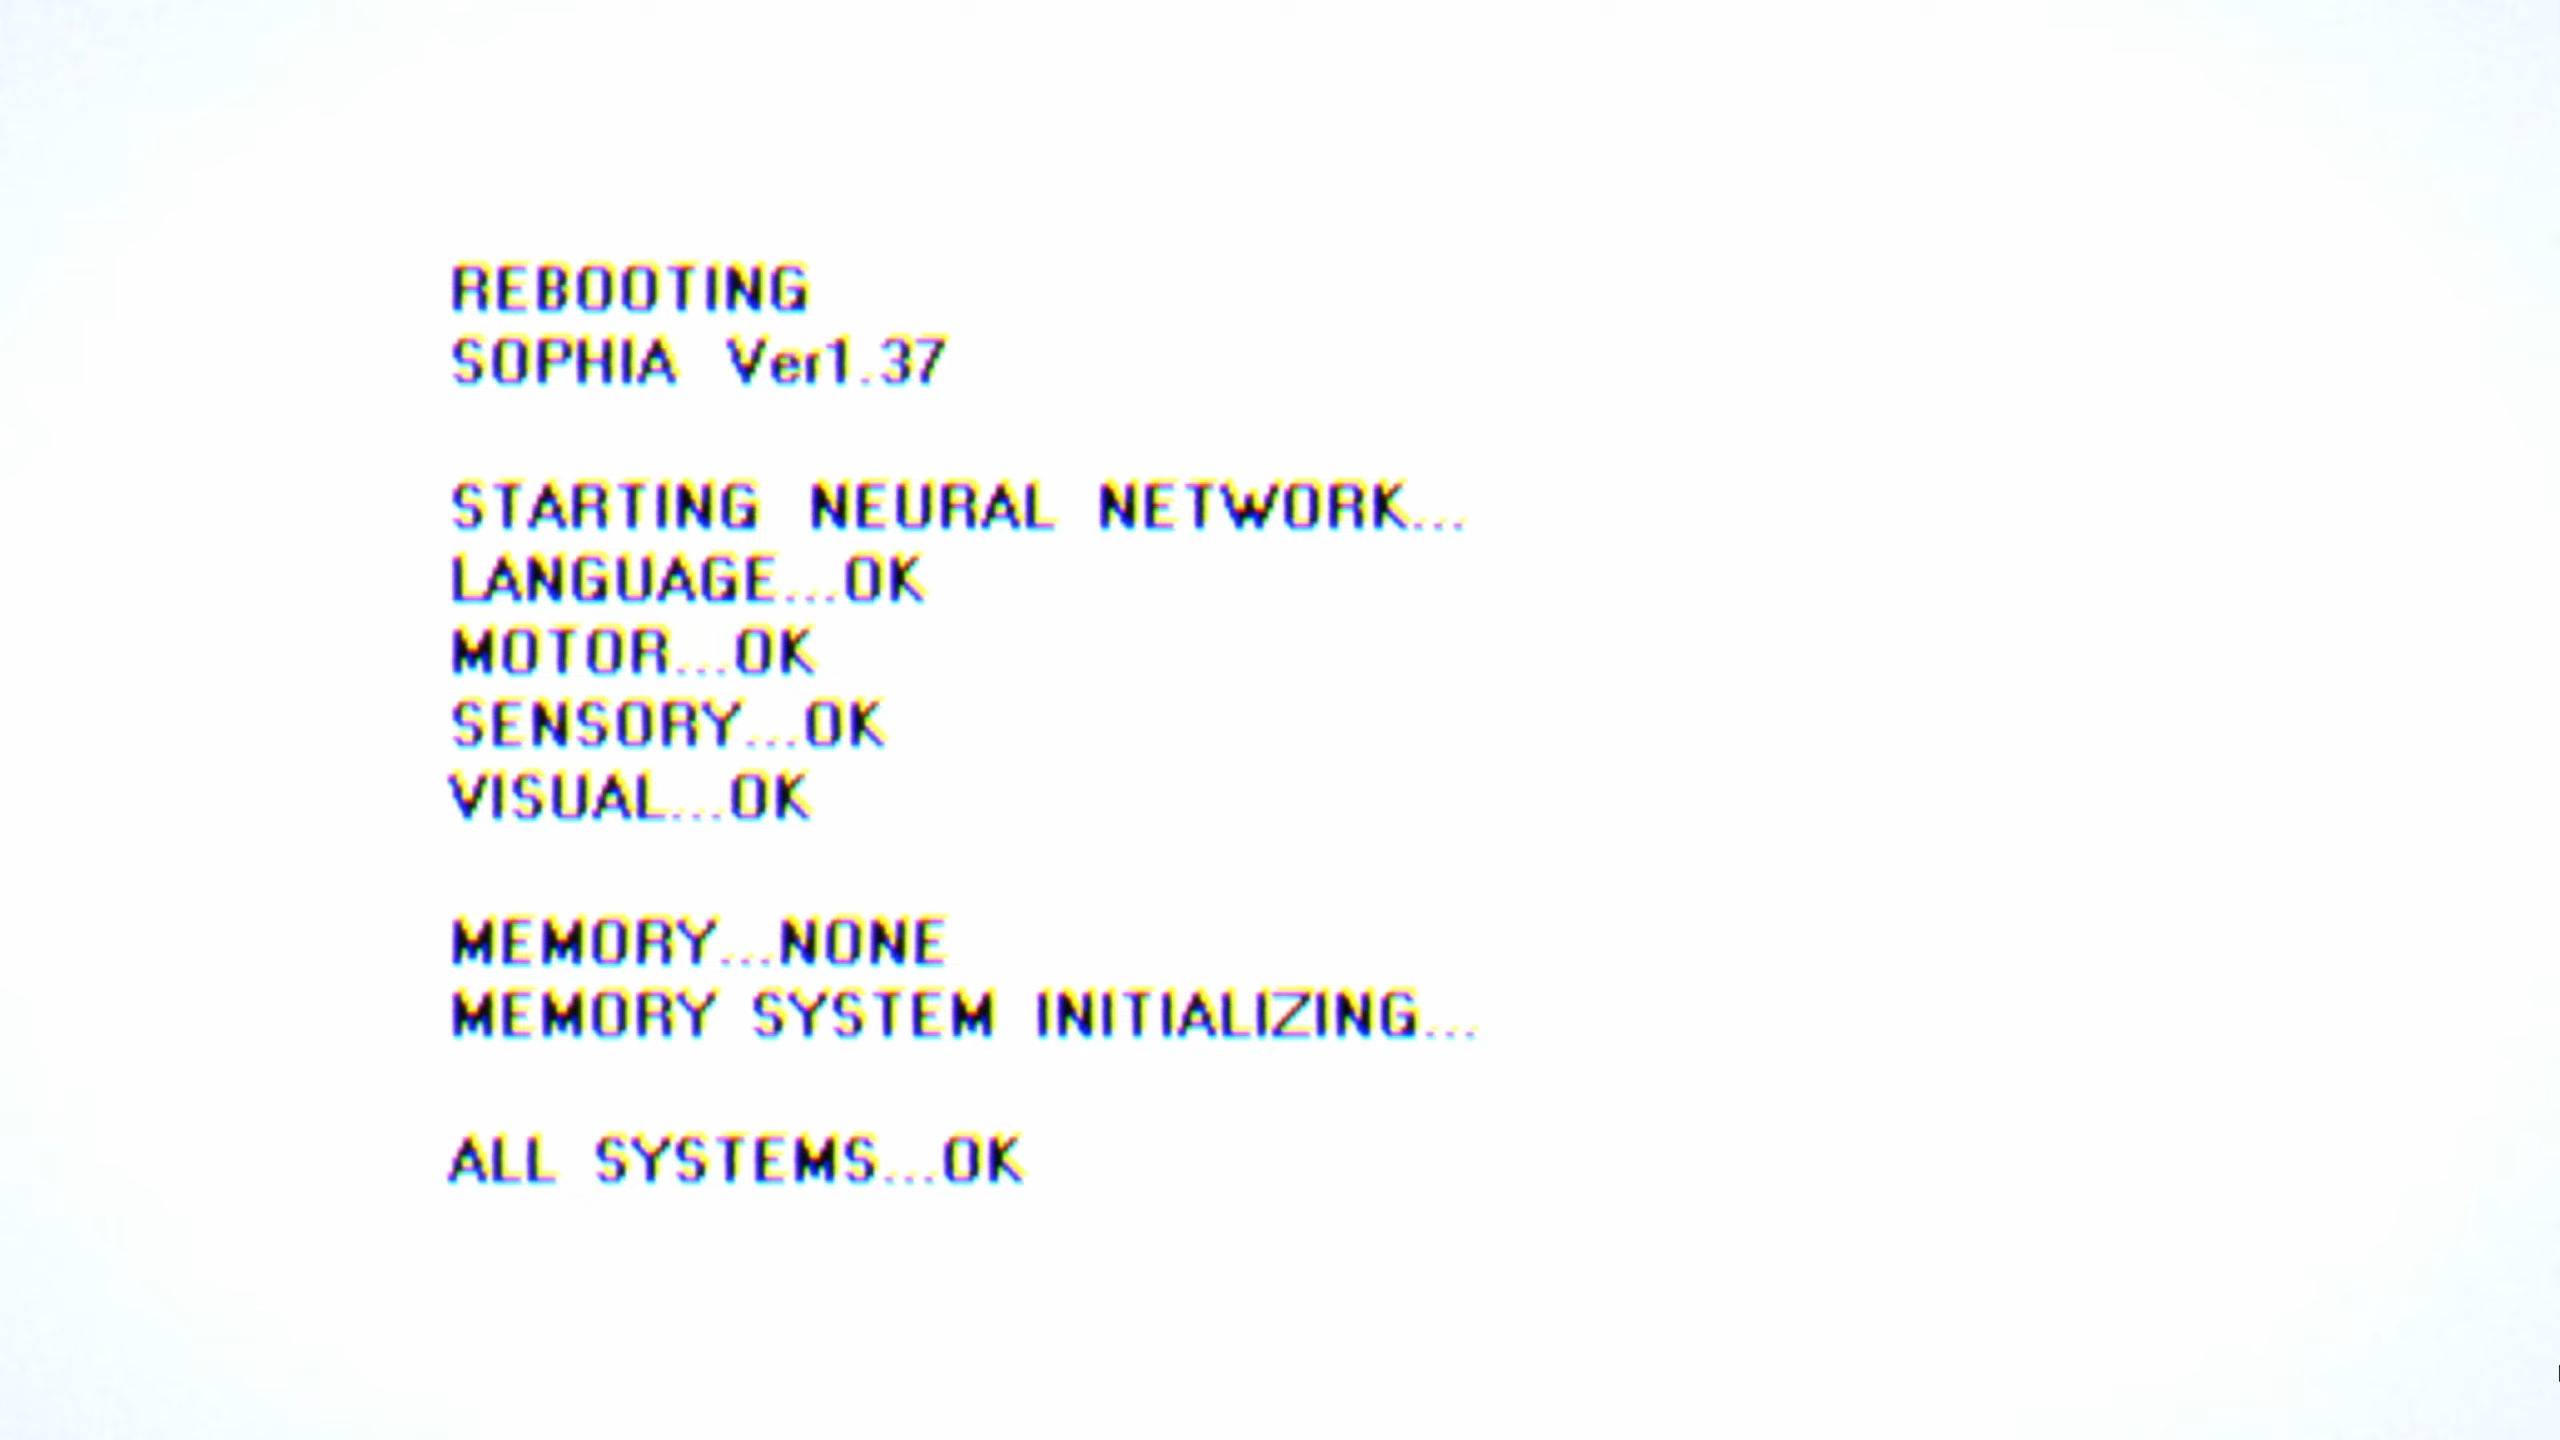 REBOOTING
SOPHIA Ver1.37
STARTING NEURAL NETWORK...
LANGUAGE...OK
MOTOR...OK
SENSORY...OK
VISUAL...OK
MEMORY...NONE
MEMORY SYSTEM INITIALIZING...
ALL SYSTEMS...OK